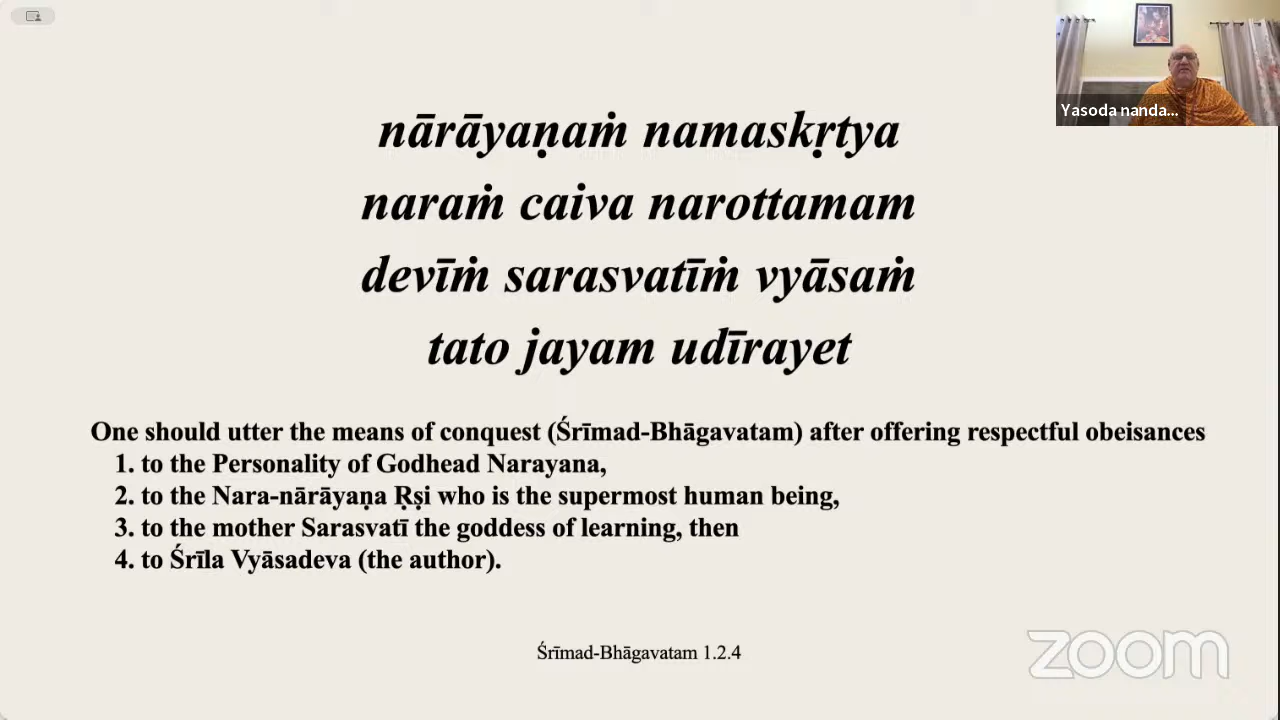 nārāyaṇaṁ namaskṛtya
naraṁ caiva narottamam
devīṁ sarasvatīṁ vyāsaṁ
tato jayam udīrayet
One should utter the means of conquest (Śrīmad-Bhāgavatam) after offering respectful obeisances
1. to the Personality of Godhead Narayana,
2. to the Nara-nārāyaṇa Ṛṣi who is the supermost human being,
3. to the mother Sarasvatī the goddess of learning, then
4. to Śrīla Vyāsadeva (the author).
Śrīmad-Bhāgavatam 1.2.4
Yasoda nanda...
zoom